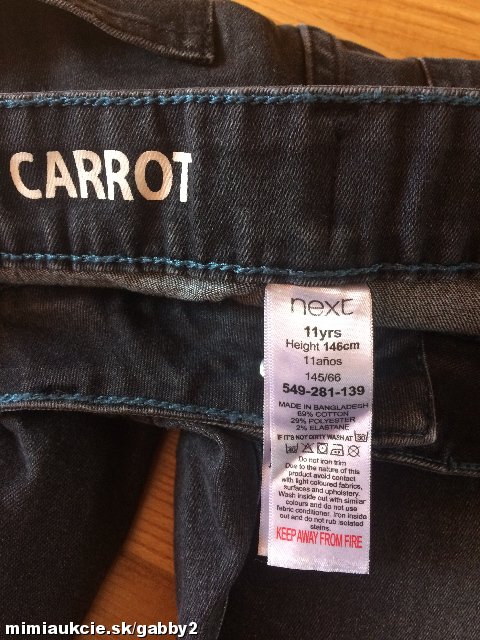 CARROT
next
11yrs
Height 146cm
11años
145/66
549-281-139
MADE IN BANGLADESH
69% COTTON
29% POLYESTER
2% ELASTANE
IF IT'S NOT DIRTY WASH AT 30
Do not iron trim
Due to the nature of this
product avoid contact
with light coloured fabrics,
surfaces and upholstery.
Wash inside out with similar
colours and do not use
fabric conditioner. Iron inside
out and do not rub isolated
stains.
KEEP AWAY FROM FIRE
mimiaukcie.sk/gabby2